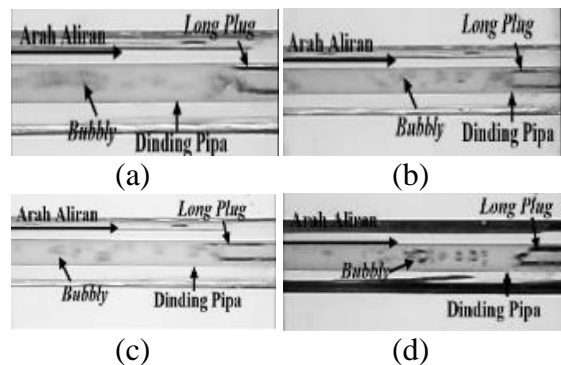 Long Plug
Arah Aliran
Bubbly
Dinding Pipa
(a)
Long Plug
Arah Aliran
Bubbly
Dinding Pipa
(b)
Long Plug
Arah Aliran
Bubbly
Dinding Pipa
(c)
Long Plug
Arah Aliran
Bubbly
Dinding Pipa
(d)